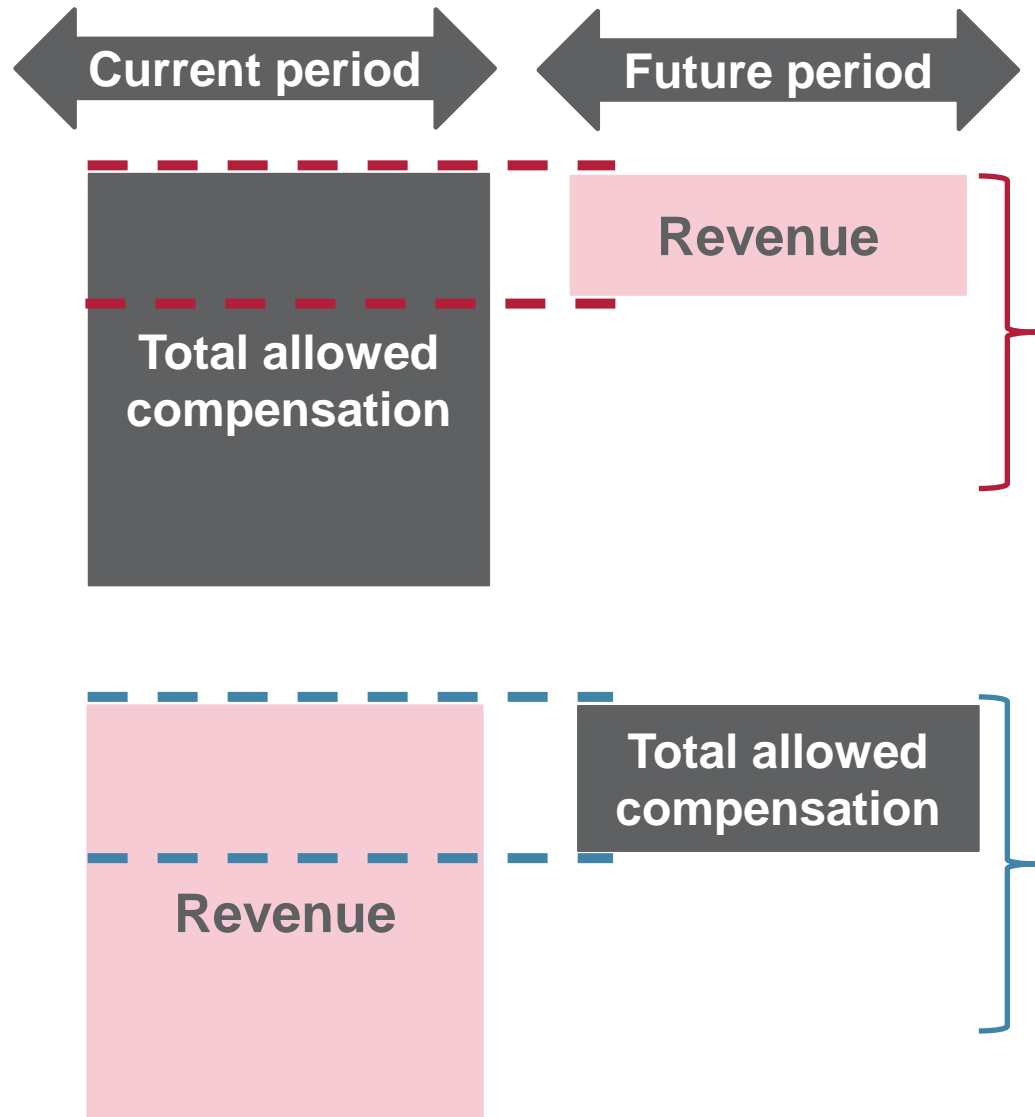 Current period
Future period
Revenue
Total allowed
compensation
Total allowed
compensation
Revenue